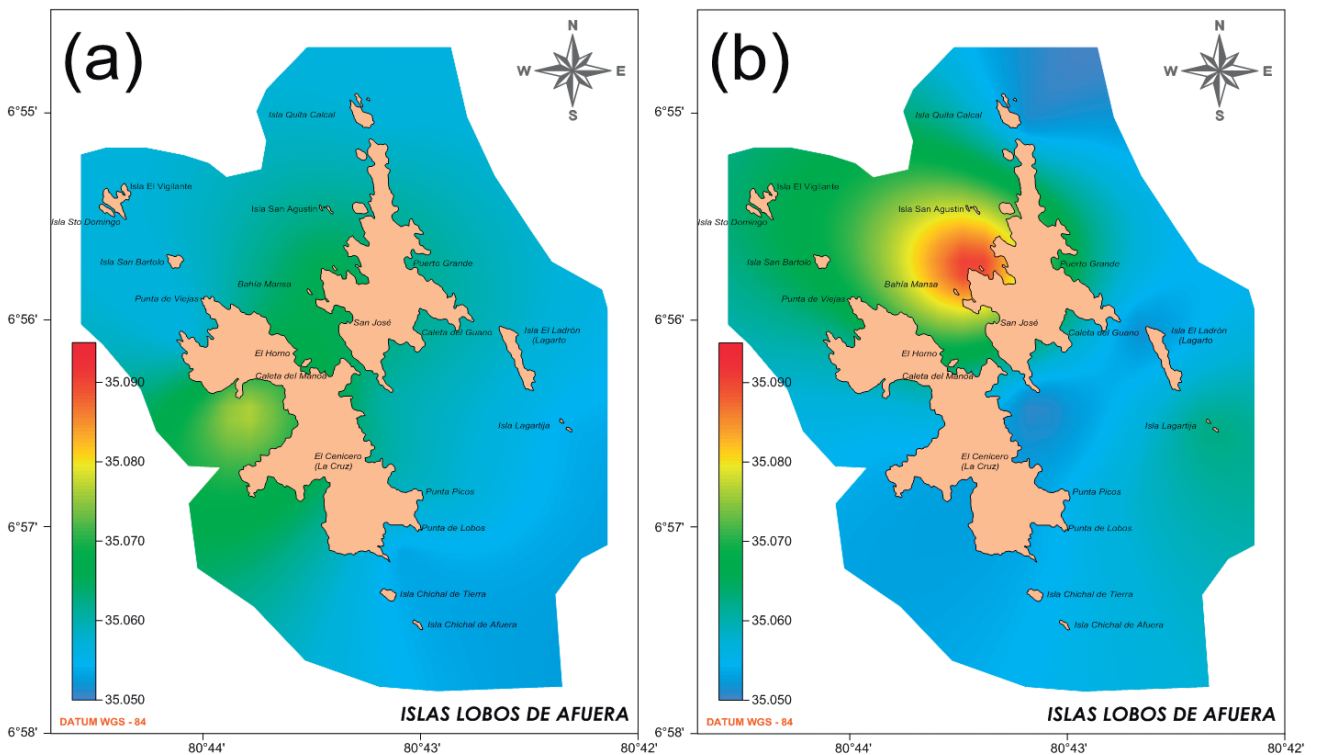 (a)
N
W E
S
6°55'
6°56'
6°57'
6°58'
Isla Quita Calcal
Isla El Vigilante
Isla Sto Domingo
Isla San Agustin
Isla San Bartolo
Puerto Grande
Bahía Mansa
Punta de Viejas
San José
Caleta del Guano
Isla El Ladrón
(Lagarto
El Horno
Caleta del Manoa
Isla Lagartija
El Cenicero
(La Cruz)
Punta Picos
Punta de Lobos
Isla Chichal de Tierra
Isla Chichal de Afuera
35.090
35.080
35.070
35.060
35.050
DATUM WGS - 84
ISLAS LOBOS DE AFUERA
80°44'
80°43'
80°42'
(b)
N
W E
S
6°55'
6°56'
6°57'
6°58'
Isla Quita Calcal
Isla El Vigilante
Isla Sto Domingo
Isla San Agustin
Isla San Bartolo
Puerto Grande
Bahía Mansa
Punta de Viejas
San José
Caleta del Guano
Isla El Ladrón
(Lagarto
El Horno
Caleta del Manoa
Isla Lagartija
El Cenicero
(La Cruz)
Punta Picos
Punta de Lobos
Isla Chichal de Tierra
Isla Chichal de Afuera
35.090
35.080
35.070
35.060
35.050
DATUM WGS - 84
ISLAS LOBOS DE AFUERA
80°44'
80°43'
80°42'